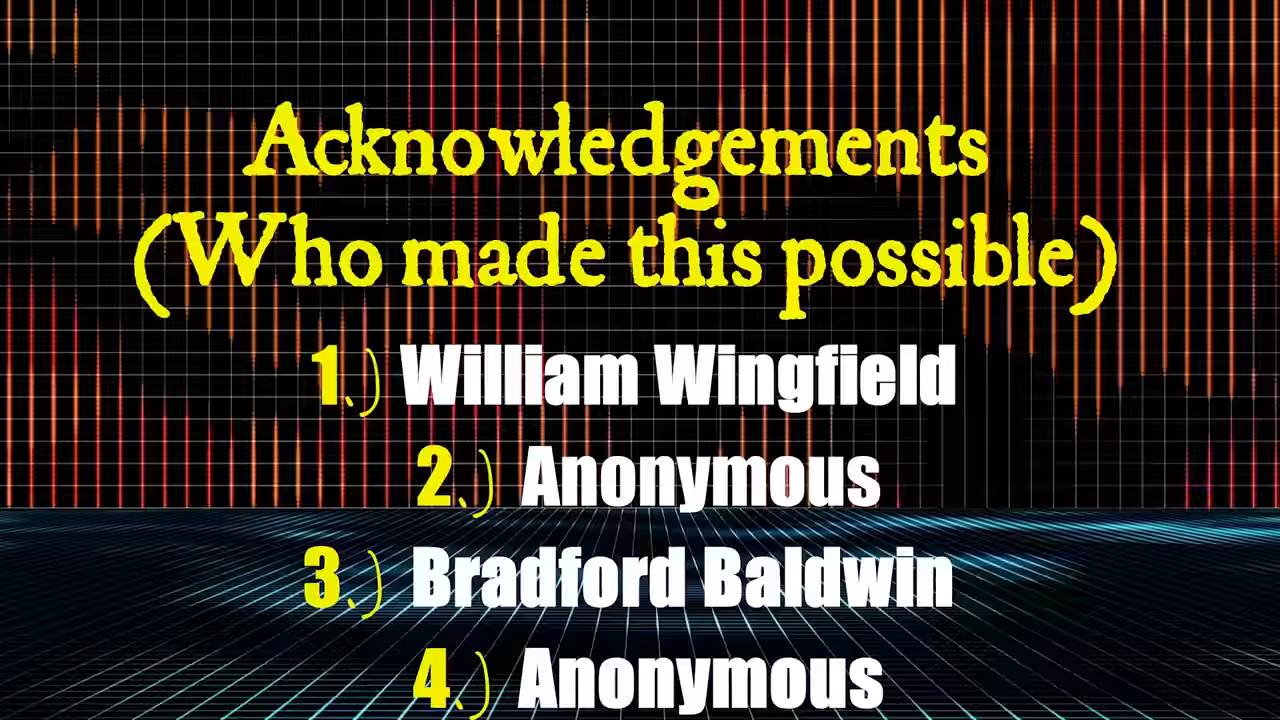 Acknowledgements
(Who made this possible)
1.) William Wingfield
2.) Anonymous
3.) Bradford Baldwin
4.) Anonymous